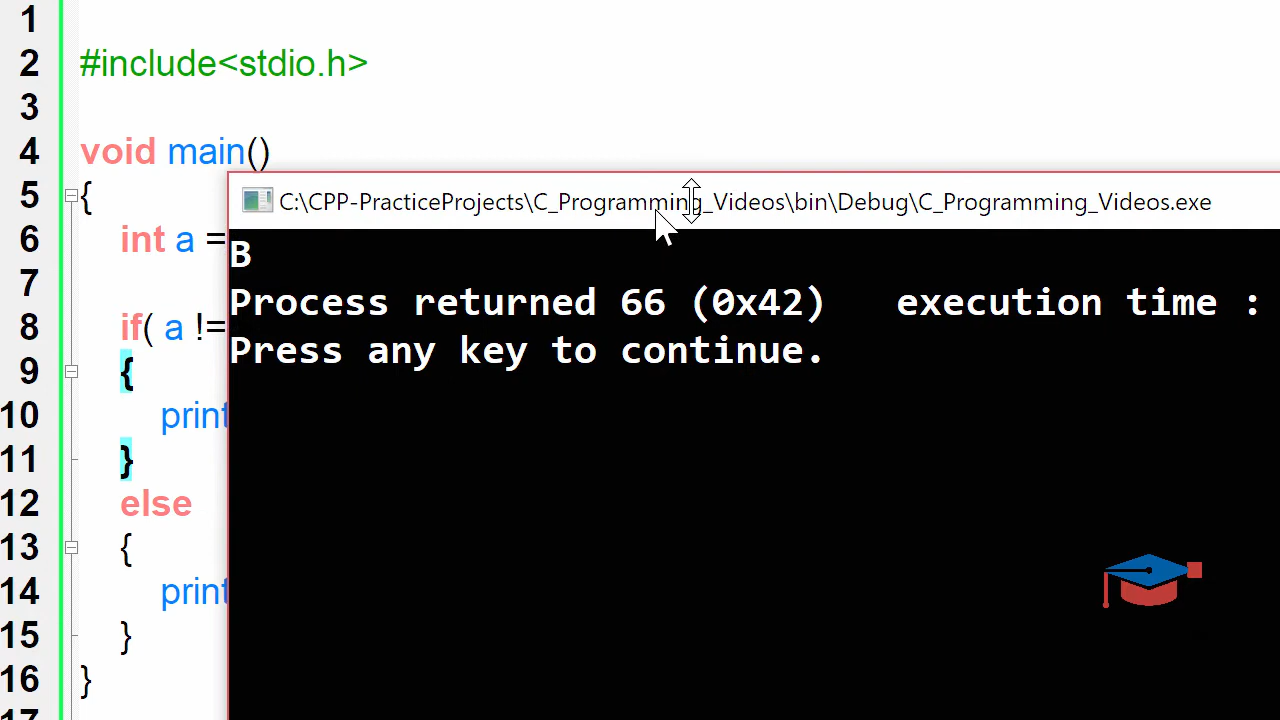 1
2 #include<stdio.h>
3
4 void main()
5 {
C:\CPP-PracticeProjects\C_Programming_Videos\bin\Debug\C_Programming_Videos.exe
6 int a =
B
7
Process returned 66 (0x42) execution time :
8 if( a !=
Press any key to continue.
9 {
10 print
11 }
12 else
13 {
14 print
15 }
16 }
17